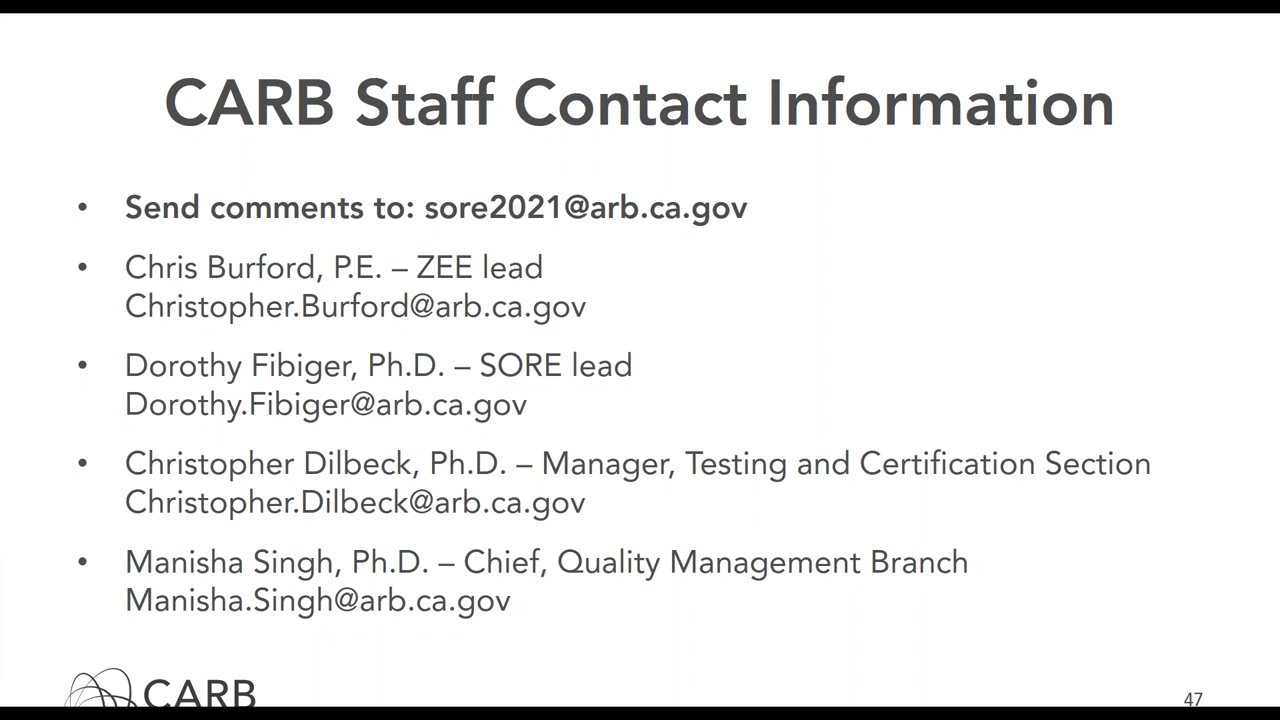 CARB Staff Contact Information
• Send comments to: sore2021@arb.ca.gov
• Chris Burford, P.E. – ZEE lead
Christopher.Burford@arb.ca.gov
• Dorothy Fibiger, Ph.D. – SORE lead
Dorothy.Fibiger@arb.ca.gov
• Christopher Dilbeck, Ph.D. – Manager, Testing and Certification Section
Christopher.Dilbeck@arb.ca.gov
• Manisha Singh, Ph.D. – Chief, Quality Management Branch
Manisha.Singh@arb.ca.gov
CARB
47